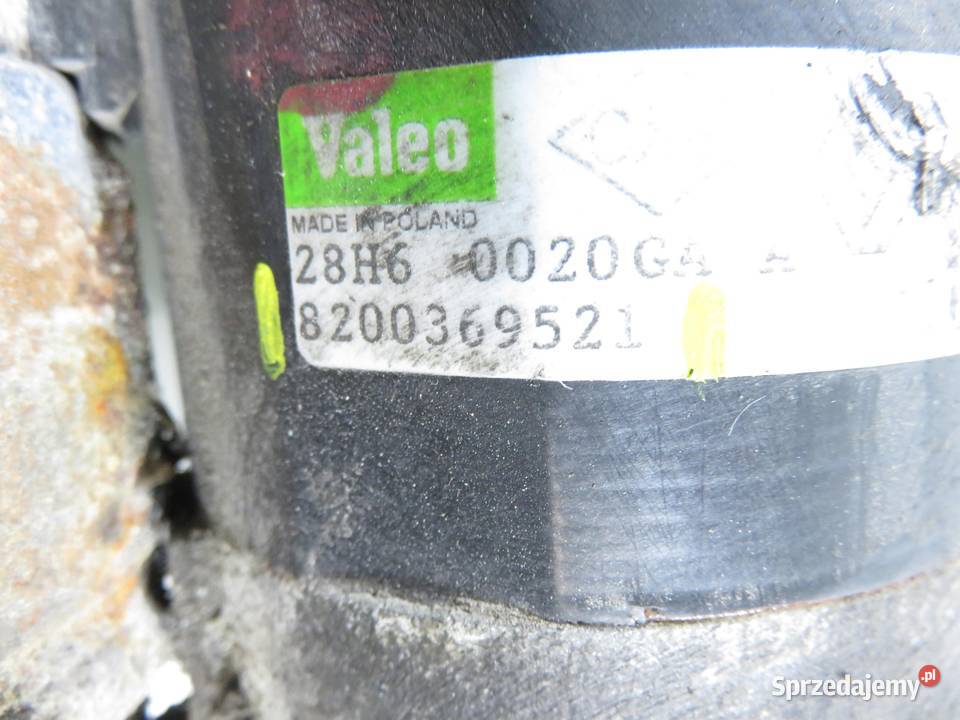 Valeo
MADE IN POLAND
28H6 0020GA A
8200369521
Sprzedajemy.pl